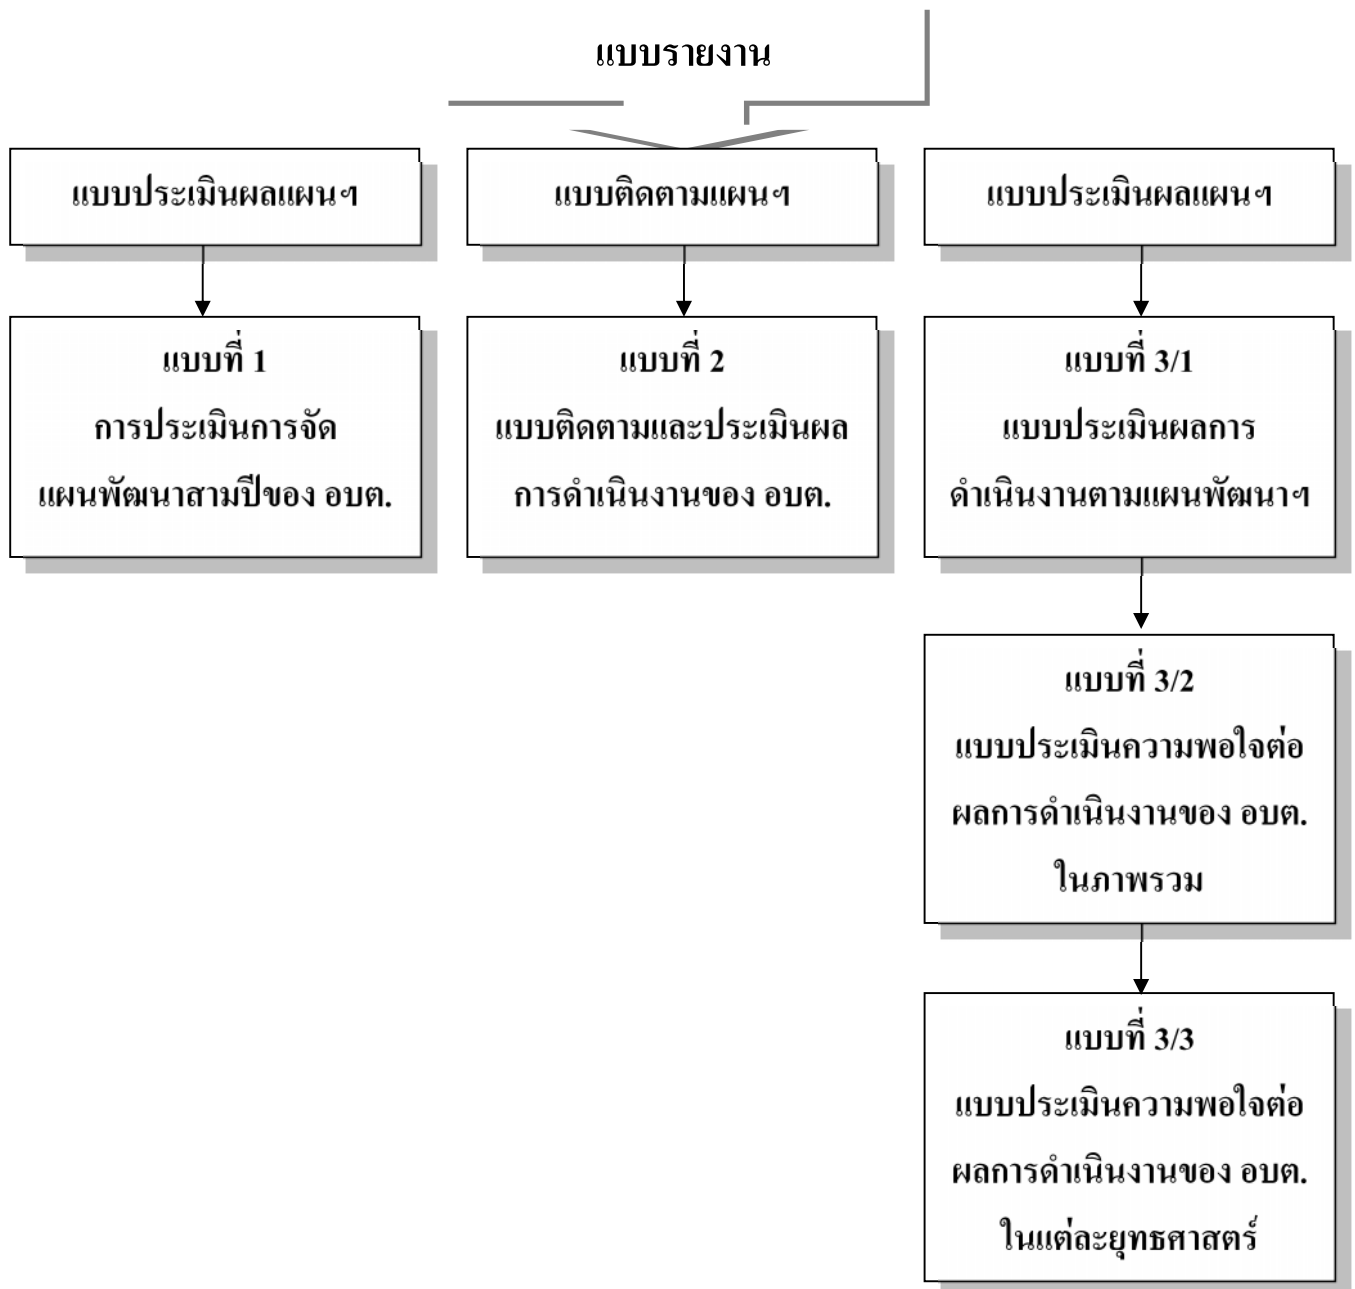 แบบรายงาน
แบบประเมินผลแผนฯ
แบบติดตามแผนฯ
แบบประเมินผลแผนฯ
แบบที่ 1
การประเมินการจัด
แผนพัฒนาสามปีของ อบต.
แบบที่ 2
แบบติดตามและประเมินผล
การดำเนินงานของ อบต.
แบบที่ 3/1
แบบประเมินผลการ
ดำเนินงานตามแผนพัฒนาฯ
แบบที่ 3/2
แบบประเมินความพอใจต่อ
ผลการดำเนินงานของ อบต.
ในภาพรวม
แบบที่ 3/3
แบบประเมินความพอใจต่อ
ผลการดำเนินงานของ อบต.
ในแต่ละยุทธศาสตร์